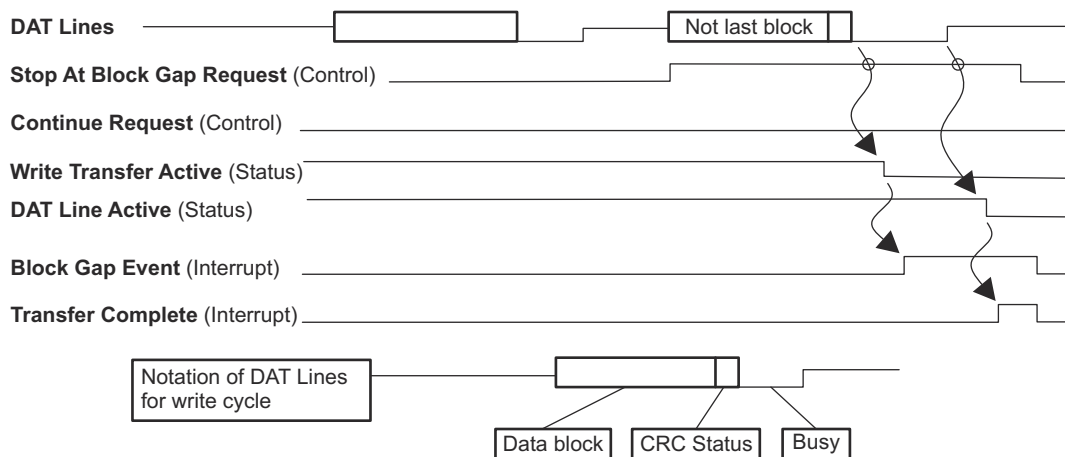 DAT Lines
Not last block
Stop At Block Gap Request (Control)
Continue Request (Control)
Write Transfer Active (Status)
DAT Line Active (Status)
Block Gap Event (Interrupt)
Transfer Complete (Interrupt)
Notation of DAT Lines
for write cycle
Data block
CRC Status
Busy